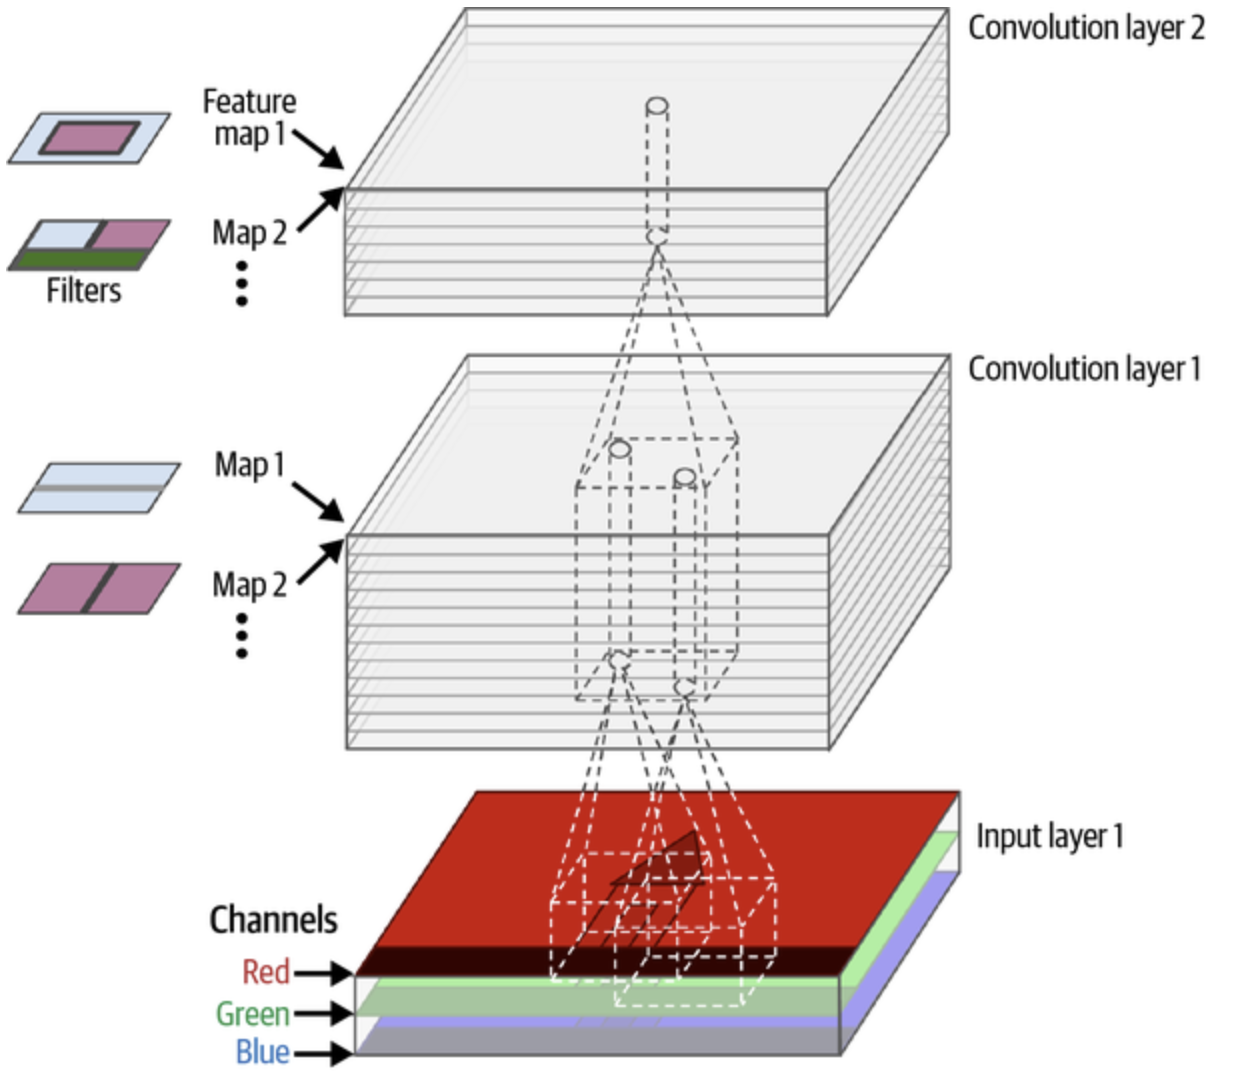 Convolution layer 2
Feature
map 1
Map 2
Filters
Convolution layer 1
Map 1
Map 2
Input layer 1
Channels
Red
Green
Blue